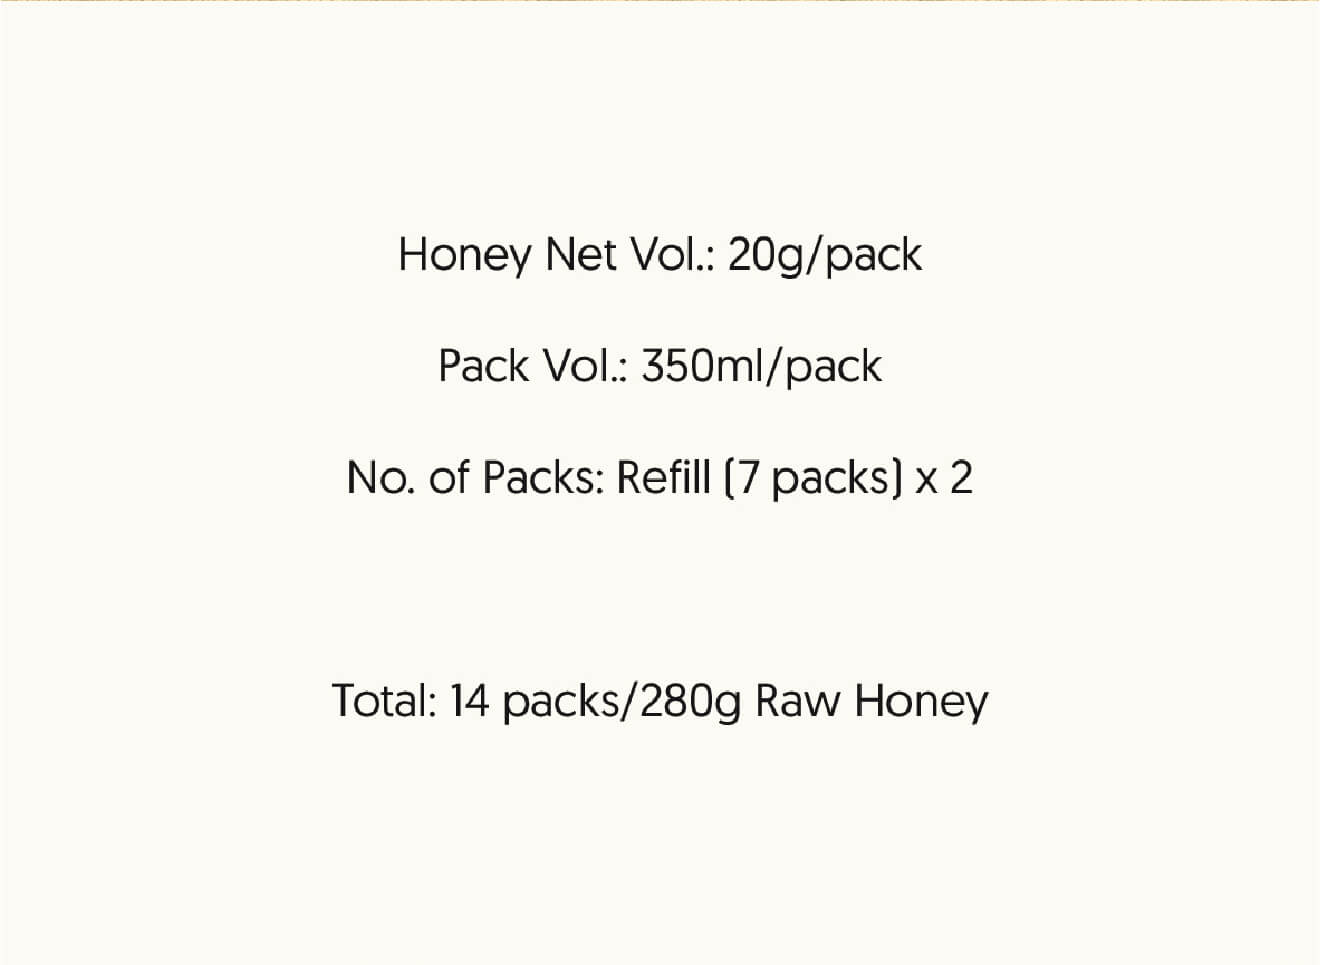 Honey Net Vol.: 20g/pack
Pack Vol.: 350ml/pack
No. of Packs: Refill (7 packs) x 2
Total: 14 packs/280g Raw Honey